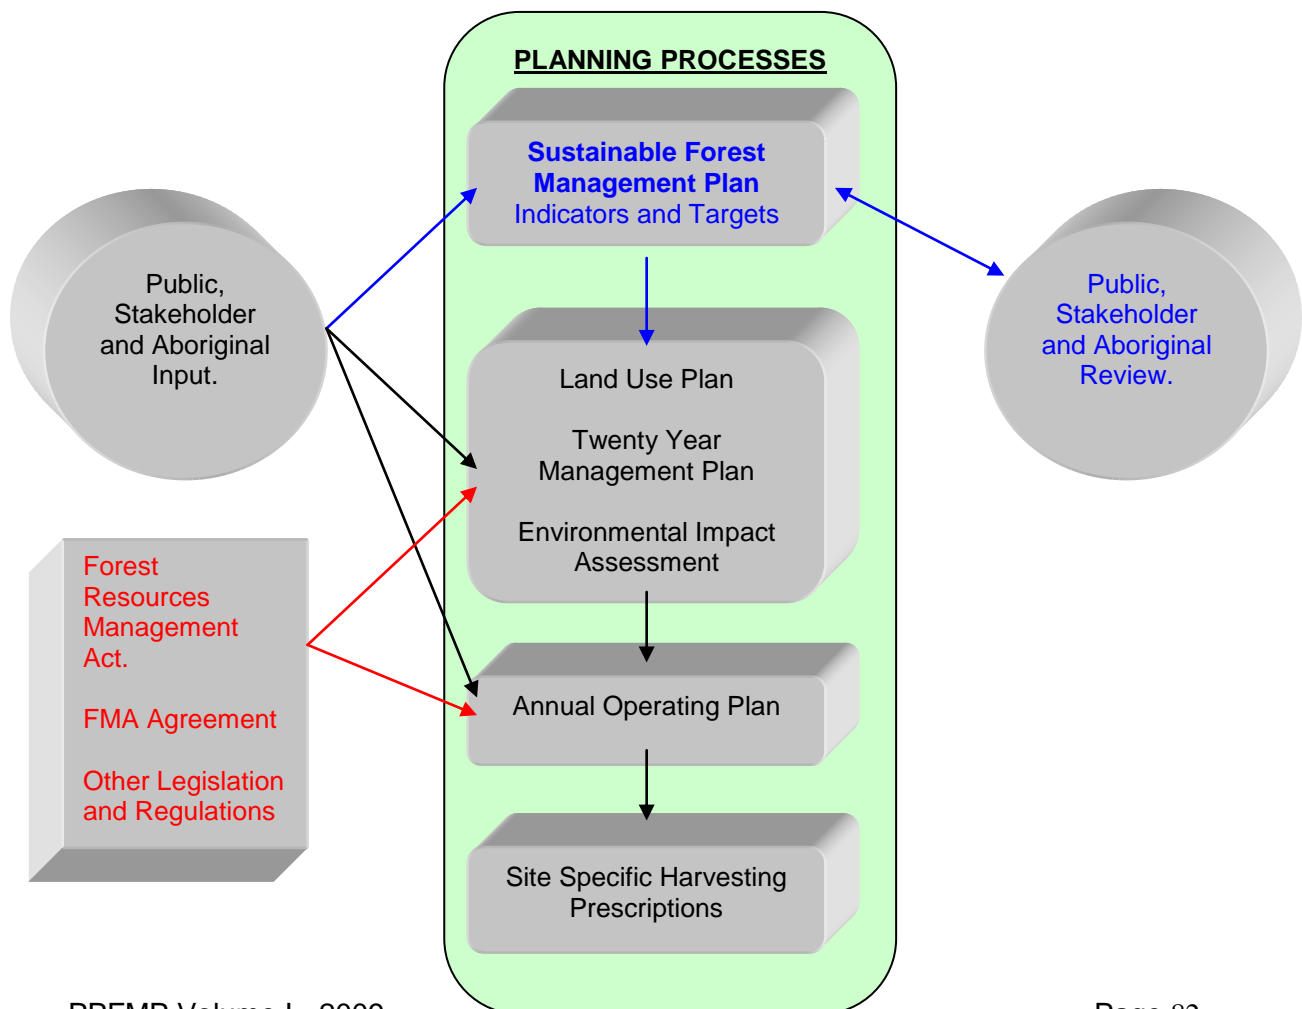 PLANNING PROCESSES
Sustainable Forest
Management Plan
Indicators and Targets
Public,
Stakeholder
and Aboriginal
Input.
Public,
Stakeholder
and Aboriginal
Review.
Land Use Plan
Twenty Year
Management Plan
Environmental Impact
Assessment
Forest
Resources
Management
Act.
FMA Agreement
Other Legislation
and Regulations
Annual Operating Plan
Site Specific Harvesting
Prescriptions
Volume I
Page